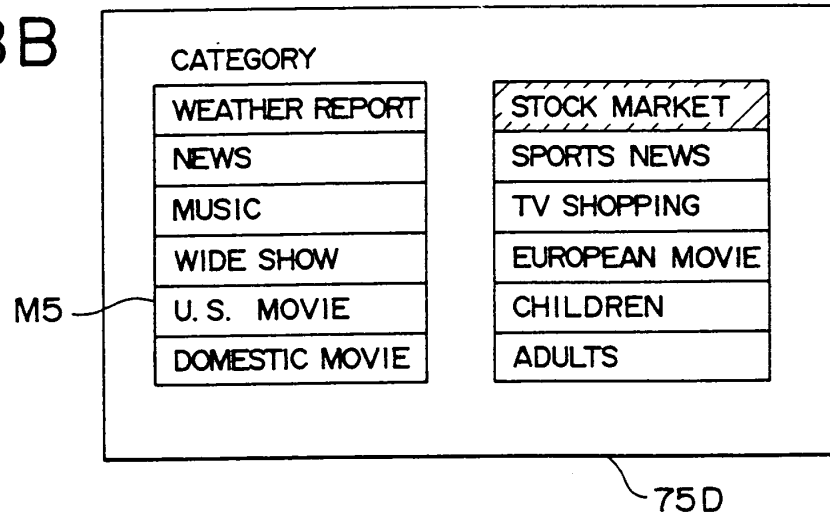 BB
CATEGORY
WEATHER REPORT
NEWS
MUSIC
WIDE SHOW
U.S. MOVIE
DOMESTIC MOVIE
STOCK MARKET
SPORTS NEWS
TV SHOPPING
EUROPEAN MOVIE
CHILDREN
ADULTS
M5
75D